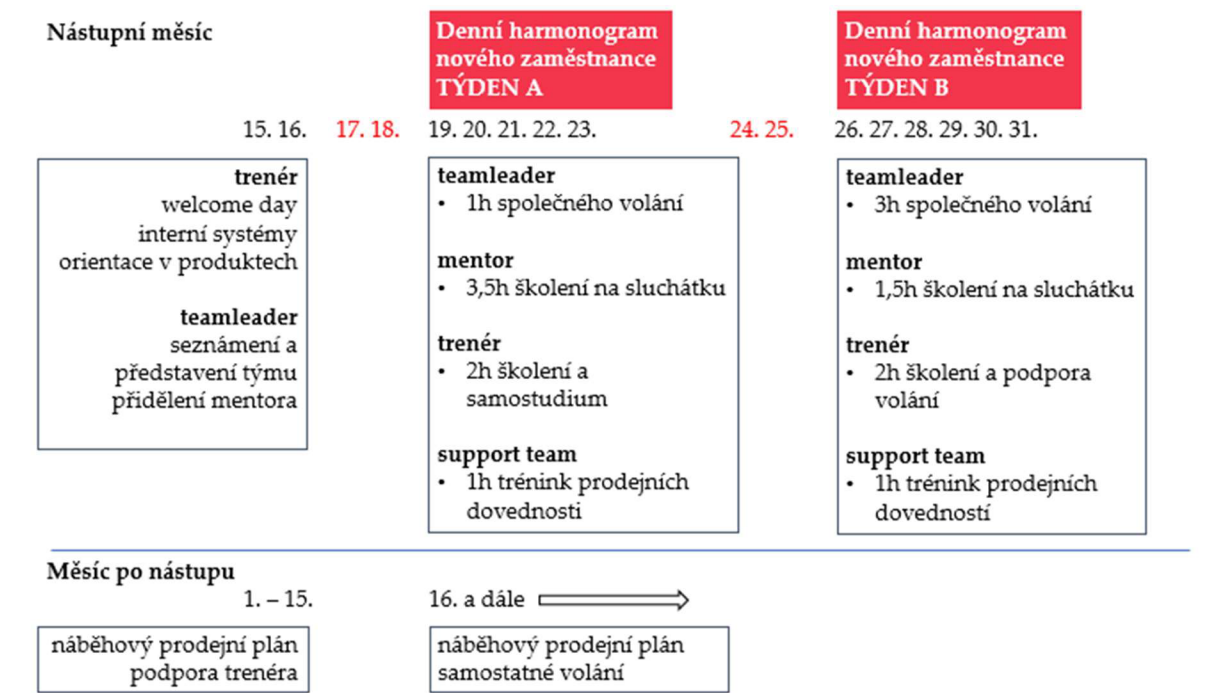 Nástupní měsíc
Denní harmonogram
nového zaměstnance
TÝDEN A
Denní harmonogram
nového zaměstnance
TÝDEN B
15. 16.
17. 18.
19. 20. 21. 22. 23.
24. 25.
26. 27. 28. 29. 30. 31.
trenér
welcome day
interní systémy
orientace v produktech
teamleader
seznámení a
představení týmu
přidělení mentora
teamleader
• 1h společného volání
mentor
• 3,5h školení na sluchátku
trenér
• 2h školení a
samostudium
support team
• 1h trénink prodejních
dovednosti
teamleader
• 3h společného volání
mentor
• 1,5h školení na sluchátku
trenér
• 2h školení a podpora
volání
support team
• 1h trénink prodejních
dovedností
Měsíc po nástupu
1. – 15.
16. a dále
náběhový prodejní plán
podpora trenéra
náběhový prodejní plán
samostatné volání